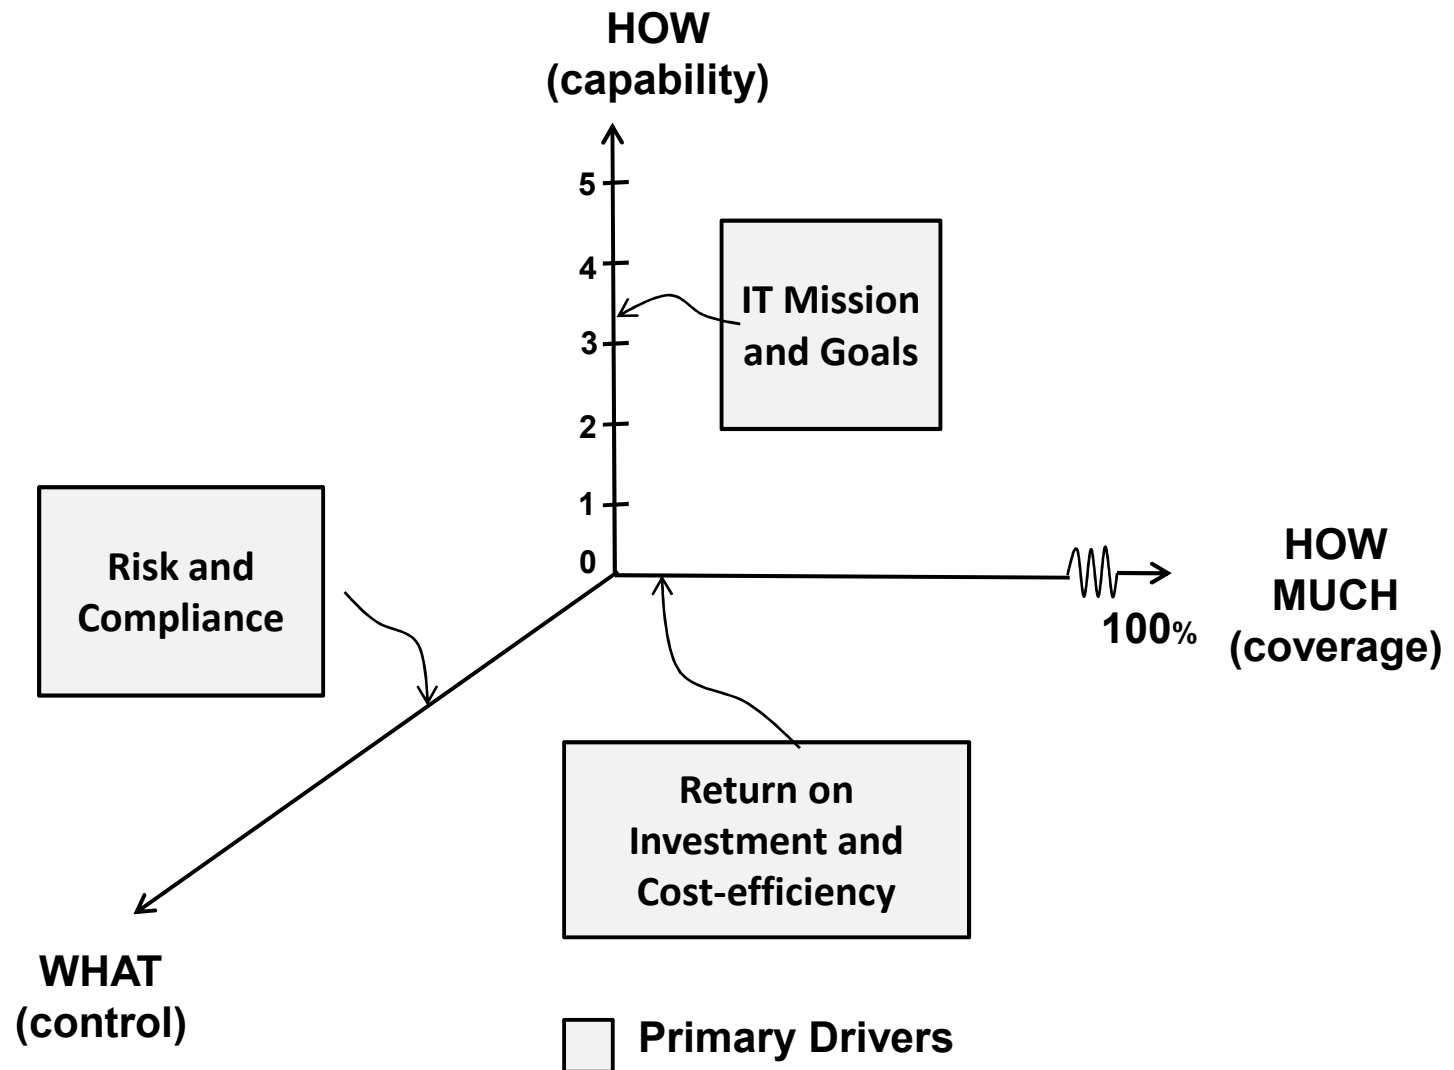 HOW
(capability)
5
4
3
2
1
0
IT Mission
and Goals
Risk and
Compliance
HOW
MUCH
(coverage)
100%
Return on
Investment and
Cost-efficiency
WHAT
(control)
Primary Drivers